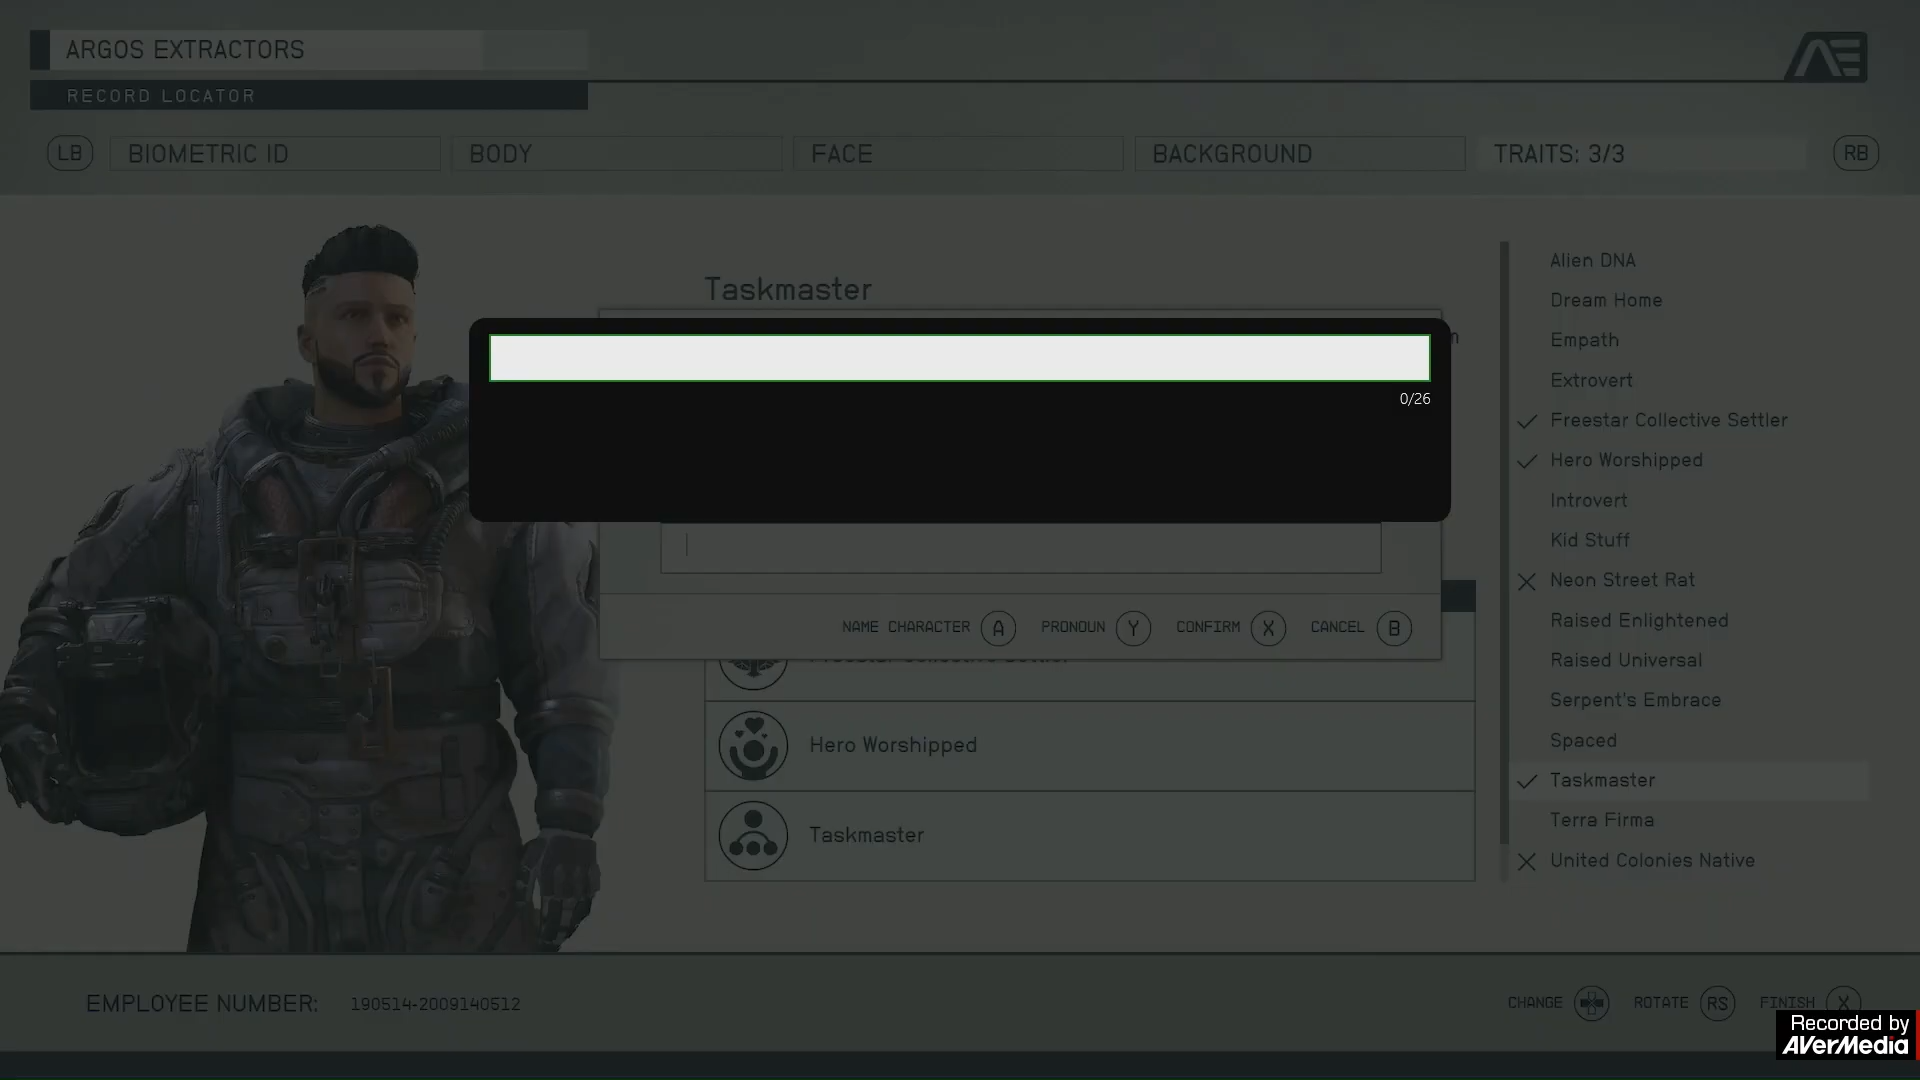 ARGOS EXTRACTORS
RECORD LOCATOR
LB
BIOMETRIC ID
BODY
FACE
BACKGROUND
TRAITS: 3/3
RB
Taskmaster
0/26
NAME CHARACTER A
PRONOUN Y
CONFIRM X
CANCEL B
Freestar Collective Settler
Hero Worshipped
Taskmaster
Alien DNA
Dream Home
Empath
Extrovert
Freestar Collective Settler
Hero Worshipped
Introvert
Kid Stuff
Neon Street Rat
Raised Enlightened
Raised Universal
Serpent's Embrace
Spaced
Taskmaster
Terra Firma
United Colonies Native
EMPLOYEE NUMBER: 190514-2009140512
CHANGE
ROTATE RS
FINISH X
Recorded by
AVerMedia